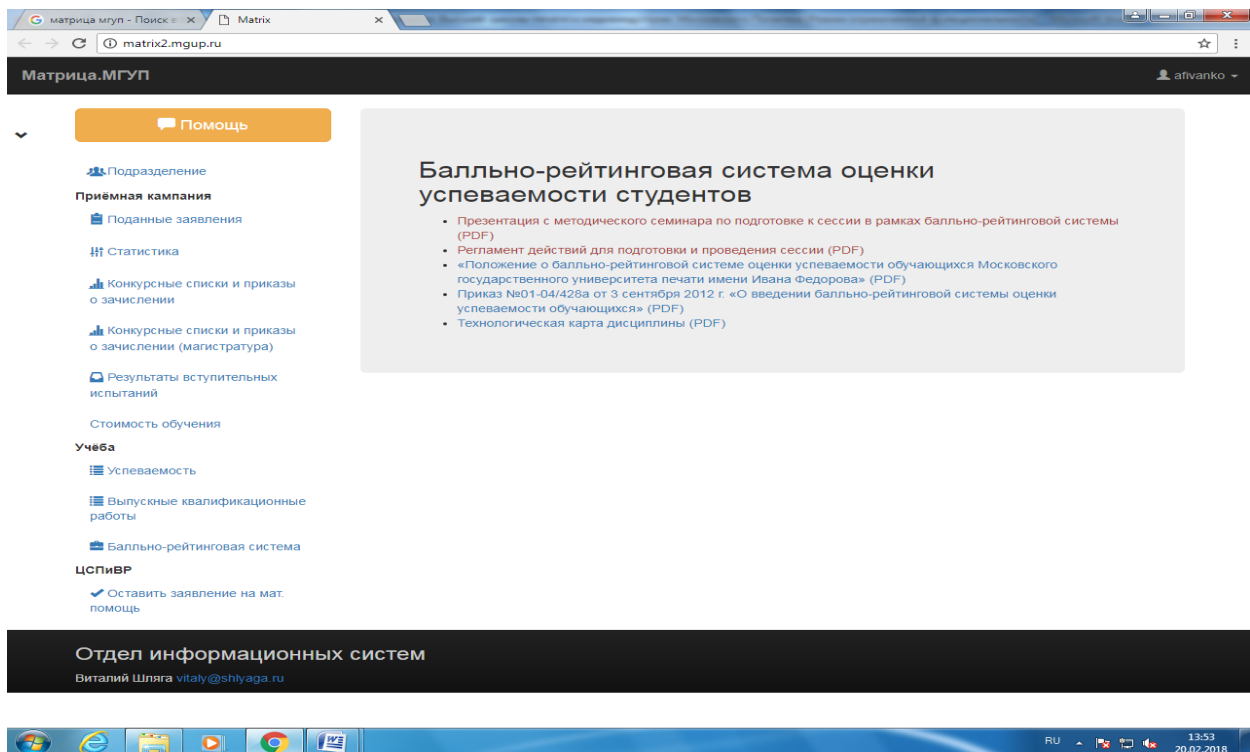 матрица мгуп - Поиск
Matrix
matrix2.mgup.ru
Матрица.МГУП
afivanko
Помощь
Подразделение
Приёмная кампания
Поданные заявления
Статистика
Конкурсные списки и приказы
о зачислении
Конкурсные списки и приказы
о зачислении (магистратура)
Результаты вступительных
испытаний
Стоимость обучения
Учёба
Успеваемость
Выпускные квалификационные
работы
Балльно-рейтинговая система
ЦСПиВР
Оставить заявление на мат.
помощь
Балльно-рейтинговая система оценки
успеваемости студентов
Презентация с методического семинара по подготовке к сессии в рамках балльно-рейтинговой системы
(PDF)
Регламент действий для подготовки и проведения сессии (PDF)
«Положение о балльно-рейтинговой системе оценки успеваемости обучающихся Московского
государственного университета печати имени Ивана Федорова» (PDF)
Приказ №01-04/428а от 3 сентября 2012 г. «О введении балльно-рейтинговой системы оценки
успеваемости обучающихся» (PDF)
Технологическая карта дисциплины (PDF)
Отдел информационных систем
Виталий Шляга vitaly@shlyaga.ru
RU
13:53
20.02.2018